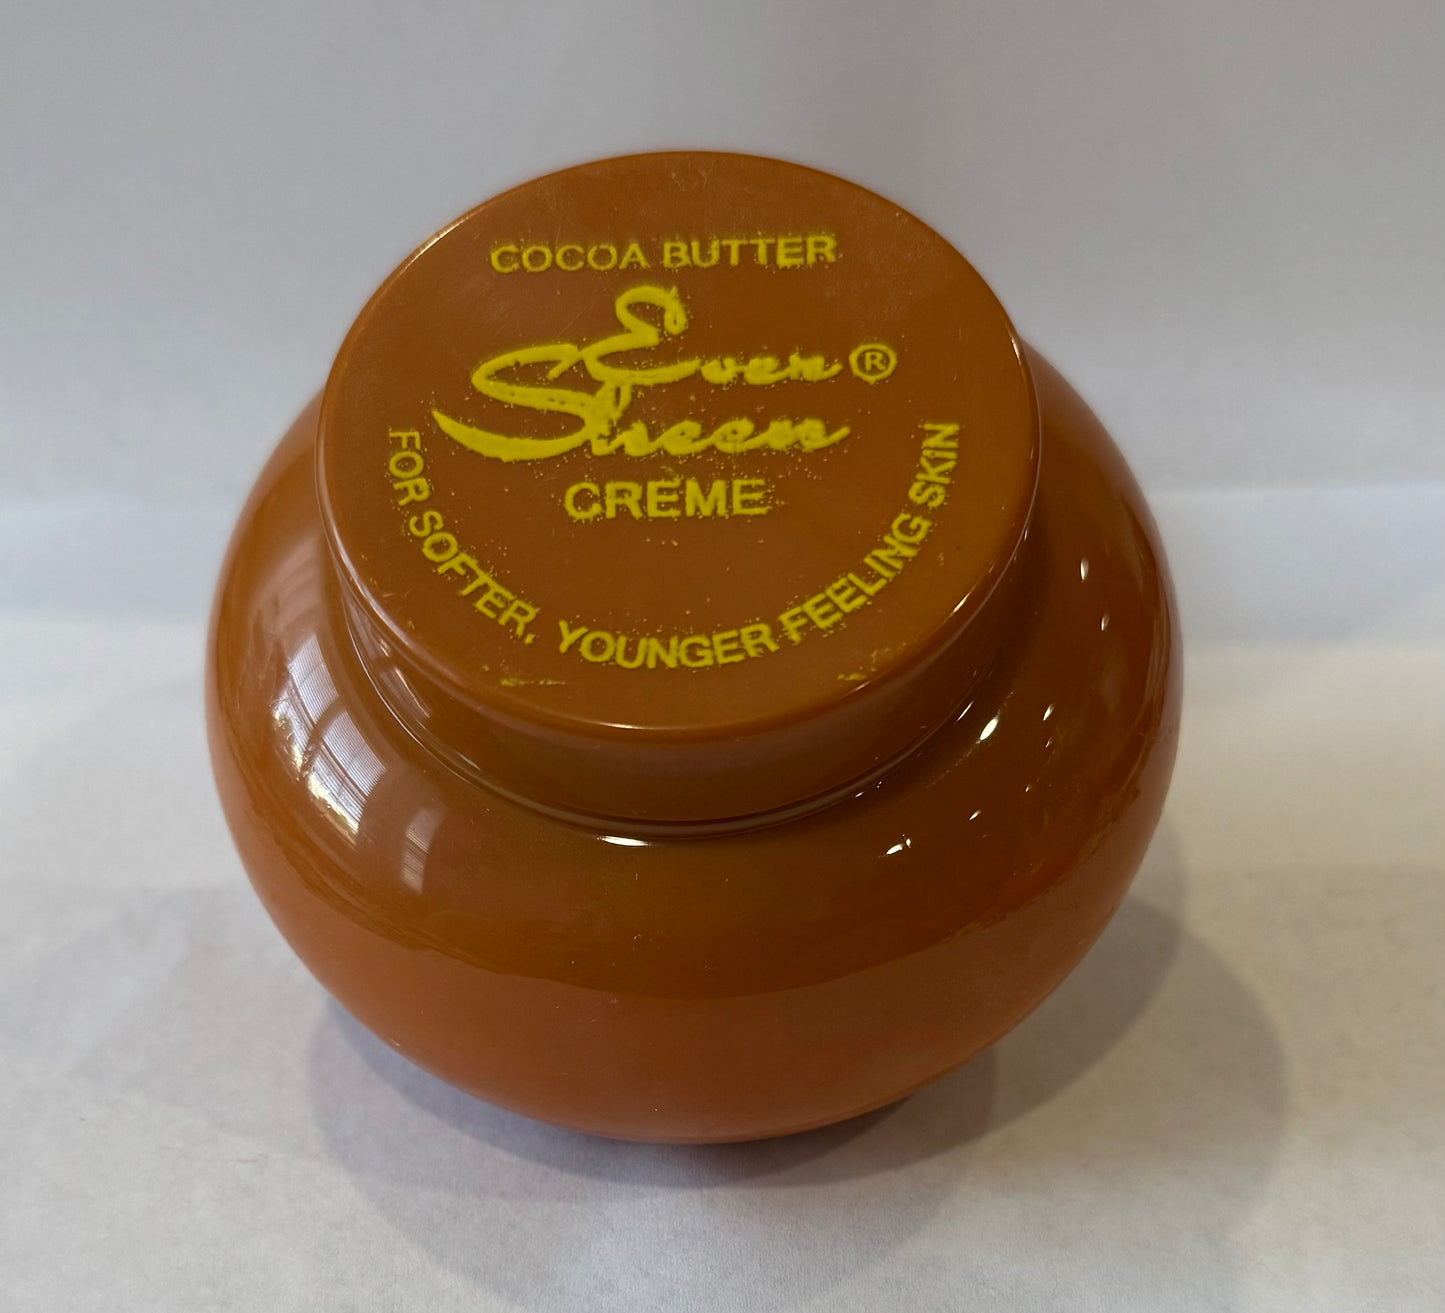 COCOA BUTTER
Even ®
Sheen
CREME
FOR SOFTER, YOUNGER FEELING SKIN